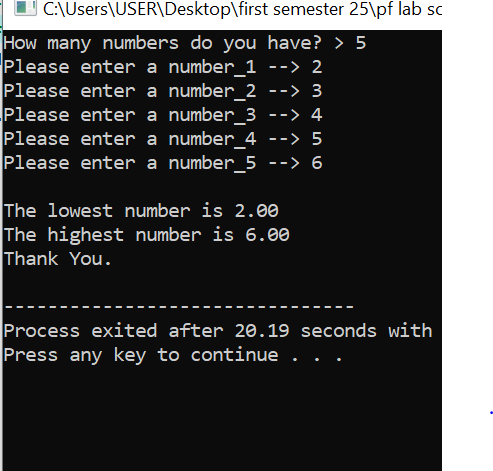 C:\Users\USER\Desktop\first semester 25\pf lab sc
How many numbers do you have? > 5
Please enter a number_1 --> 2
Please enter a number_2 --> 3
Please enter a number_3 --> 4
Please enter a number_4 --> 5
Please enter a number_5 --> 6
The lowest number is 2.00
The highest number is 6.00
Thank You.
--------------------------------
Process exited after 20.19 seconds with
Press any key to continue . . .